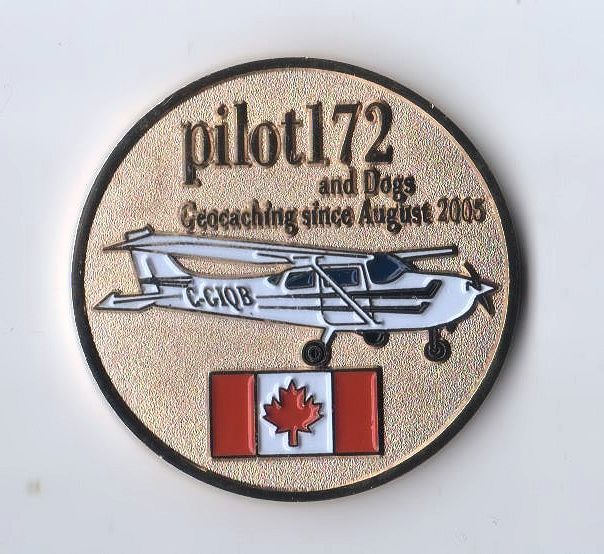 pilot172
and Dogs
Geocaching since August 2005
C-GIQB